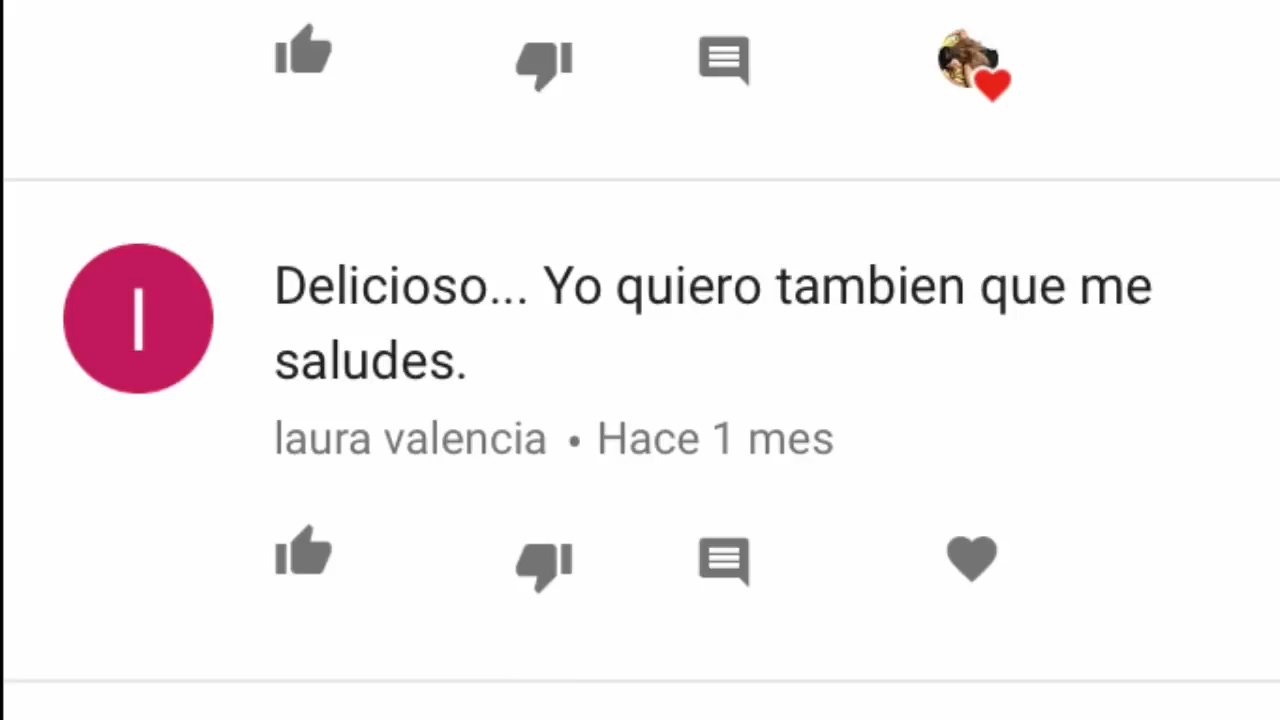 l
Delicioso... Yo quiero tambien que me
saludes.
laura valencia • Hace 1 mes